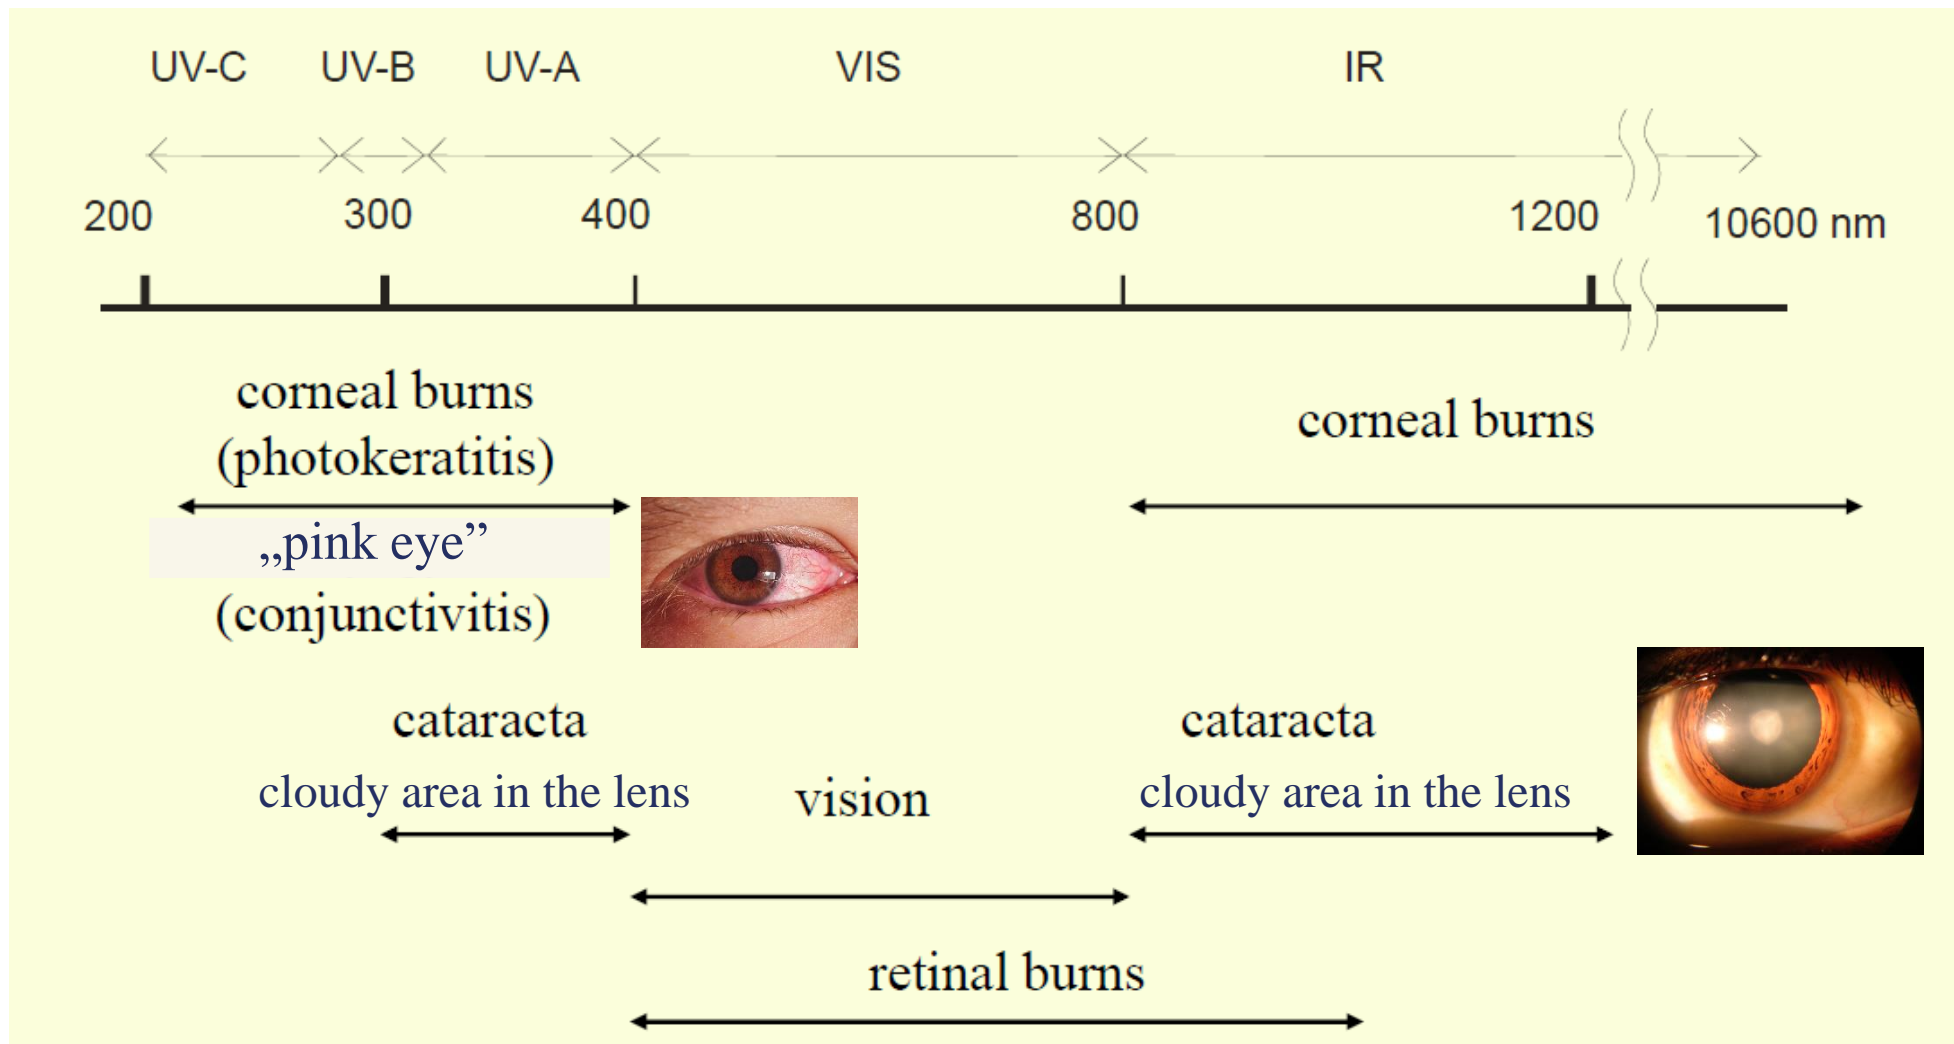 UV-C UV-B UV-A VIS IR
200 300 400 800 1200 10600 nm
corneal burns
(photokeratitis)
corneal burns
„pink eye”
(conjunctivitis)
cataracta
cloudy area in the lens
vision
cataracta
cloudy area in the lens
retinal burns